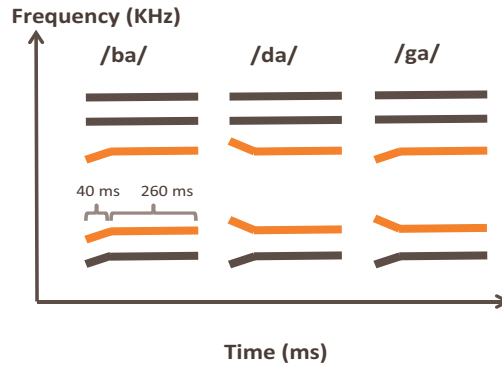 Frequency (KHz)
/ba/ /da/ /ga/
40 ms 260 ms
Time (ms)